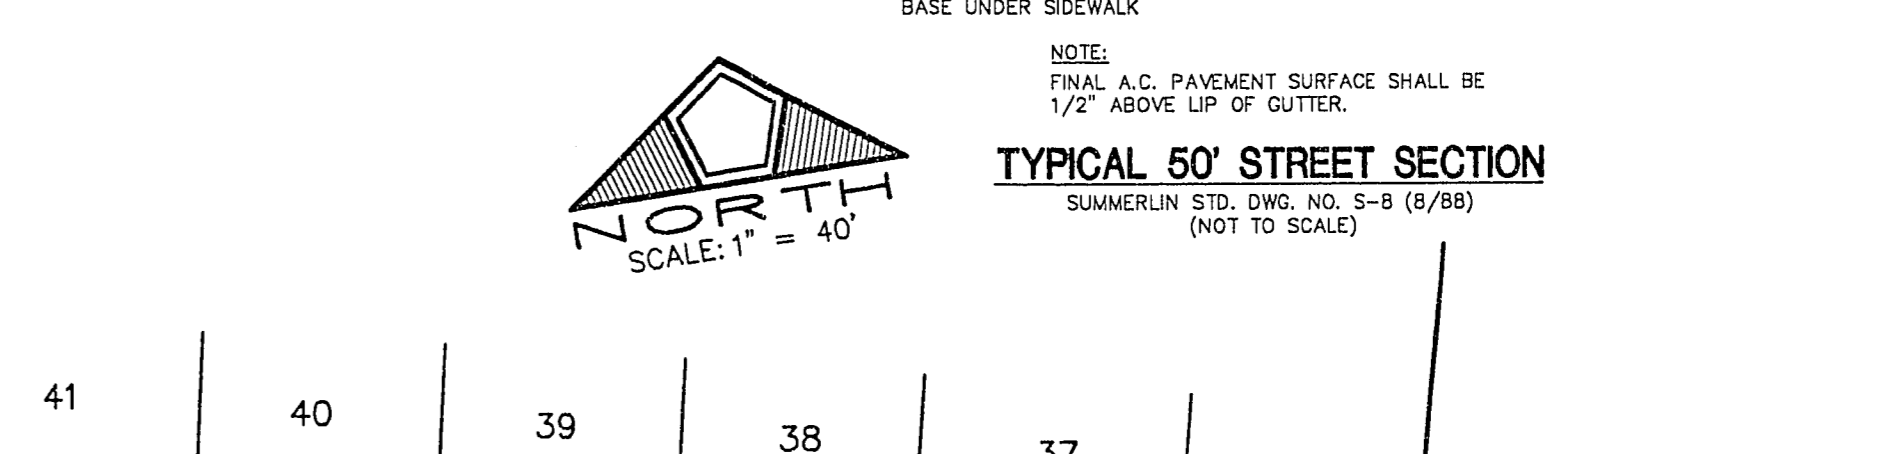 BASE UNDER SIDEWALK
NOTE:
FINAL A.C. PAVEMENT SURFACE SHALL BE
1/2" ABOVE LIP OF GUTTER.
TYPICAL 50' STREET SECTION
SUMMERLIN STD. DWG. NO. S-8 (8/88)
(NOT TO SCALE)
NORTH
SCALE: 1" = 40'
41
40
39
38
37